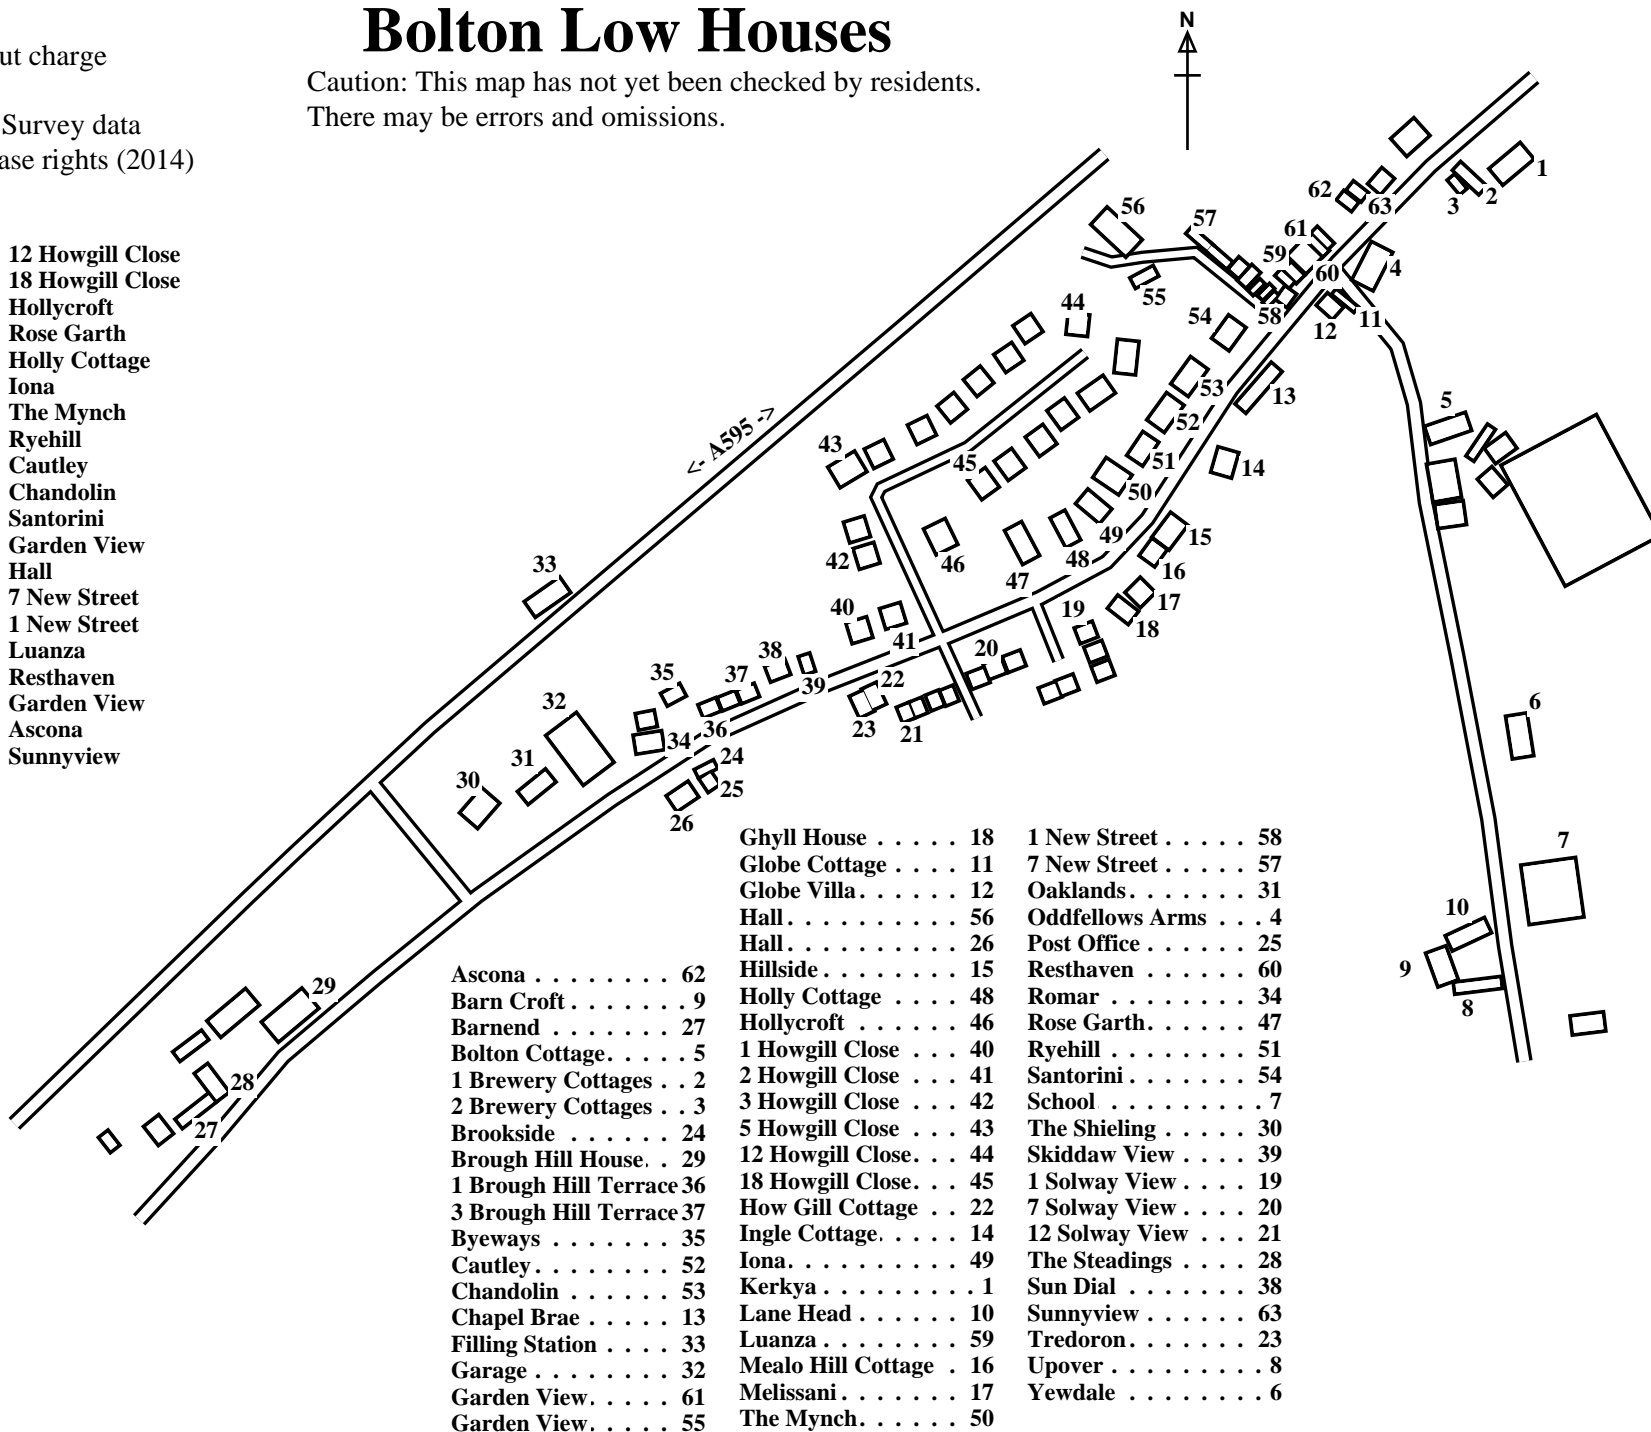 Bolton Low Houses
Caution: This map has not yet been checked by residents.
There may be errors and omissions.
ut charge
Survey data
ase rights (2014)
N
12 Howgill Close
18 Howgill Close
Hollycroft
Rose Garth
Holly Cottage
Iona
The Mynch
Ryehill
Cautley
Chandolin
Santorini
Garden View
Hall
7 New Street
1 New Street
Luanza
Resthaven
Garden View
Ascona
Sunnyview
<- A595 ->
1
2
3
62
63
56
57
61
59
60
4
55
58
11
12
54
44
53
13
52
5
43
45
51
14
50
49
15
48
16
42
46
47
17
18
33
40
41
19
20
38
39
22
23
21
35
37
36
34
32
31
30
24
25
26
6
7
10
9
8
29
28
27
Ascona . . . . . . . . 62
Barn Croft . . . . . . . 9
Barnend . . . . . . . 27
Bolton Cottage. . . . . 5
1 Brewery Cottages . . 2
2 Brewery Cottages . . 3
Brookside . . . . . . 24
Brough Hill House. . 29
1 Brough Hill Terrace 36
3 Brough Hill Terrace 37
Byeways . . . . . . . 35
Cautley . . . . . . . . 52
Chandolin . . . . . . 53
Chapel Brae . . . . . 13
Filling Station . . . . 33
Garage . . . . . . . . 32
Garden View. . . . . 61
Garden View. . . . . 55
Ghyll House . . . . . 18
Globe Cottage . . . . 11
Globe Villa. . . . . . 12
Hall. . . . . . . . . . 56
Hall. . . . . . . . . . 26
Hillside . . . . . . . . 15
Holly Cottage . . . . 48
Hollycroft . . . . . . 46
1 Howgill Close . . . 40
2 Howgill Close . . . 41
3 Howgill Close . . . 42
5 Howgill Close . . . 43
12 Howgill Close. . . 44
18 Howgill Close. . . 45
How Gill Cottage . . 22
Ingle Cottage. . . . . 14
Iona. . . . . . . . . . 49
Kerkya . . . . . . . . . 1
Lane Head . . . . . . 10
Luanza . . . . . . . . 59
Mealo Hill Cottage . 16
Melissani . . . . . . . 17
The Mynch. . . . . . 50
1 New Street . . . . . 58
7 New Street . . . . . 57
Oaklands . . . . . . . 31
Oddfellows Arms . . . 4
Post Office . . . . . . 25
Resthaven . . . . . . 60
Romar . . . . . . . . 34
Rose Garth. . . . . . 47
Ryehill . . . . . . . . 51
Santorini . . . . . . . 54
School . . . . . . . . . 7
The Shieling . . . . . 30
Skiddaw View . . . . 39
1 Solway View . . . . 19
7 Solway View . . . . 20
12 Solway View . . . 21
The Steadings . . . . 28
Sun Dial . . . . . . . 38
Sunnyview . . . . . . 63
Tredoron. . . . . . . 23
Upover . . . . . . . . . 8
Yewdale . . . . . . . . 6